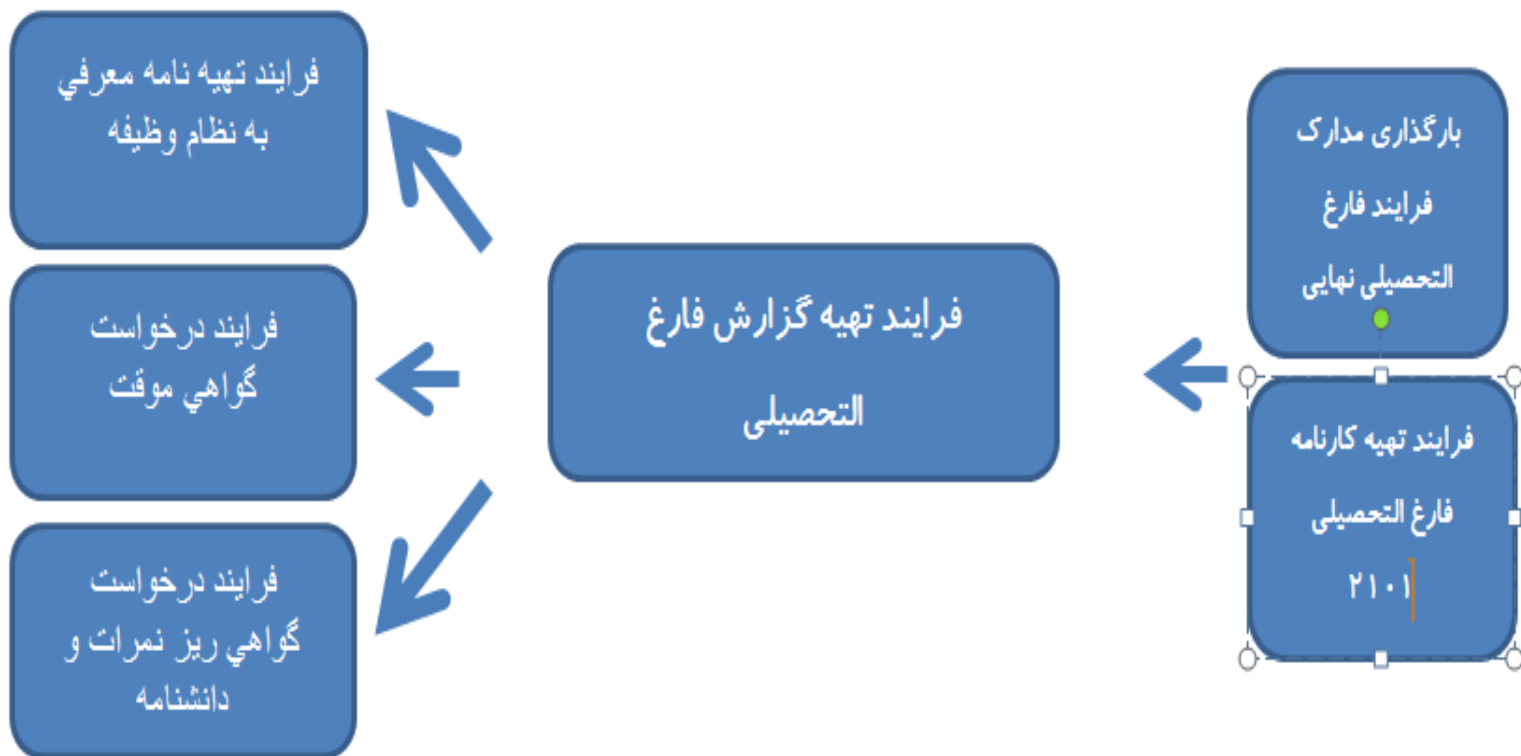 بارگذاری مدارک
فرایند فارغ
التحصیلی نهایی
فرایند تهیه کارنامه
فارغ التحصیلی
۲۱۰۱
فرایند تهیه گزارش فارغ
التحصیلی
فرايند تهيه نامه معرفي
به نظام وظيفه
فرايند درخواست
گواهي موقت
فرايند درخواست
گواهي ريز نمرات و
دانشنامه